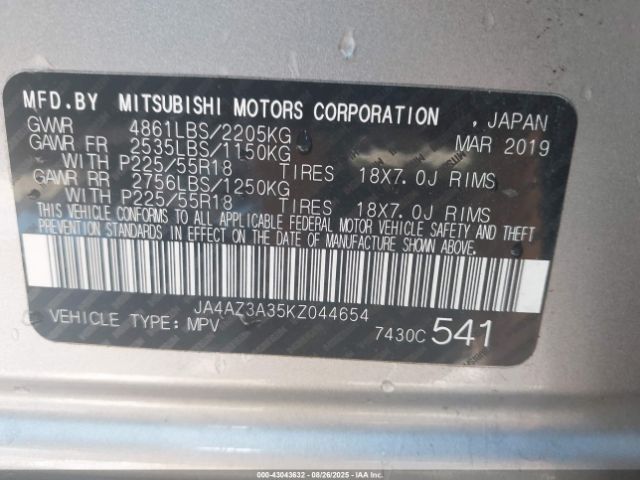 MFD.BY MITSUBISHI MOTORS CORPORATION , JAPAN
GVWR 4861LBS/2205KG MAR 2019
GAWR FR 2535LBS/1150KG
WITH P225/55R18 TIRES 18X7.0J RIMS
GAWR RR 2756LBS/1250KG
WITH P225/55R18 TIRES 18X7.0J RIMS
THIS VEHICLE CONFORMS TO ALL APPLICABLE FEDERAL MOTOR VEHICLE SAFETY AND THEFT
PREVENTION STANDARDS IN EFFECT ON THE DATE OF MANUFACTURE SHOWN ABOVE.
JA4AZ3A35KZ044654
VEHICLE TYPE: MPV 7430C 541
000-43043632 - 08/26/2025 - IAA Inc.